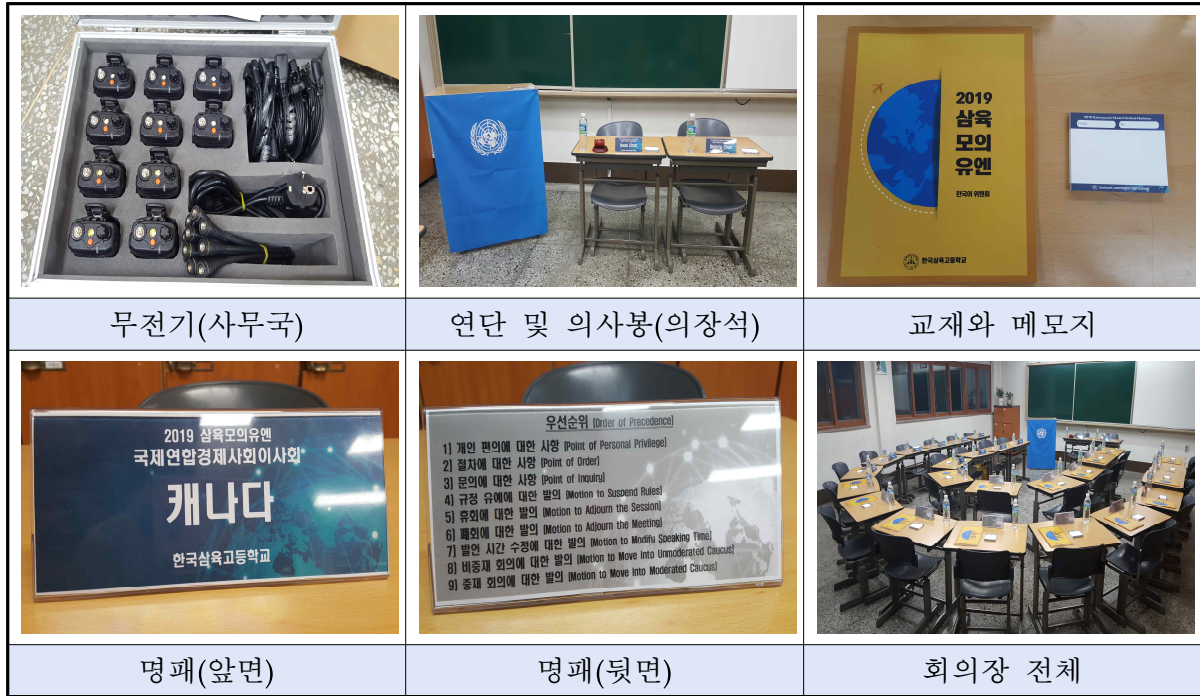 2019
삼육
모의
유엔
한국어 위원회
한국삼육고등학교
무전기(사무국)
연단 및 의사봉(의장석)
교재와 메모지
2019 삼육모의유엔
국제연합경제사회이사회
캐나다
한국삼육고등학교
우선순위 (Order of Precedence)
1) 개인 편의에 대한 사항 (Point of Personal Privilege)
2) 절차에 대한 사항 (Point of Order)
3) 문의에 대한 사항 (Point of Inquiry)
4) 규정 유예에 대한 발의 (Motion to Suspend Rules)
5) 휴회에 대한 발의 (Motion to Adjourn the Session)
6) 폐회에 대한 발의 (Motion to Adjourn the Meeting)
7) 발언 시간 수정에 대한 발의 (Motion to Mndifu Speaking Time)
8) 비중재 회의에 대한 발의 (Motion to Move into Unmoderated Caucus)
9) 중재 회의에 대한 발의 (Motion to Move into Moderated Caucus)
명패(앞면)
명패(뒷면)
회의장 전체